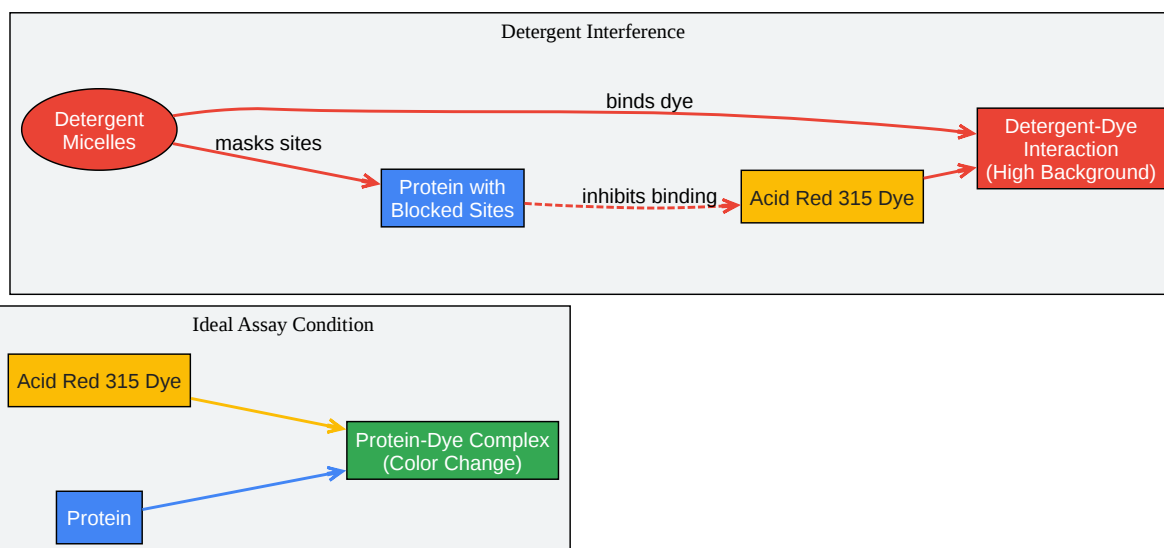 Detergent Interference
binds dye
Detergent
Micelles
masks sites
Detergent-Dye
Interaction
(High Background)
Protein with
Blocked Sites
inhibits binding
Acid Red 315 Dye
Ideal Assay Condition
Acid Red 315 Dye
Protein-Dye Complex
(Color Change)
Protein